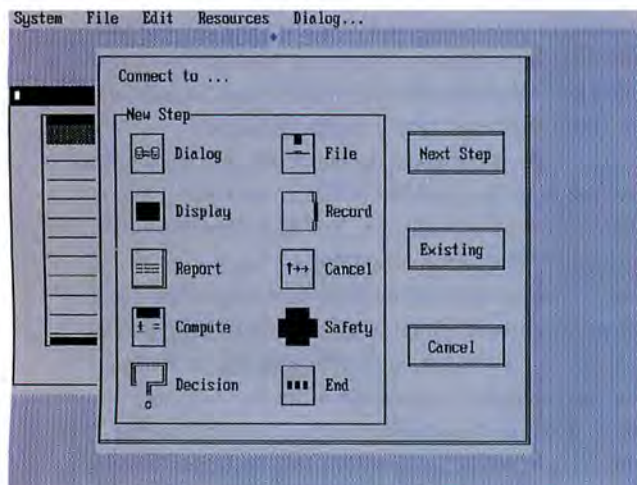 System File Edit Resources Dialog...
Connect to ...
New Step
Dialog File
Display Record
Report Cancel
Compute Safety
Decision End
Next Step
Existing
Cancel